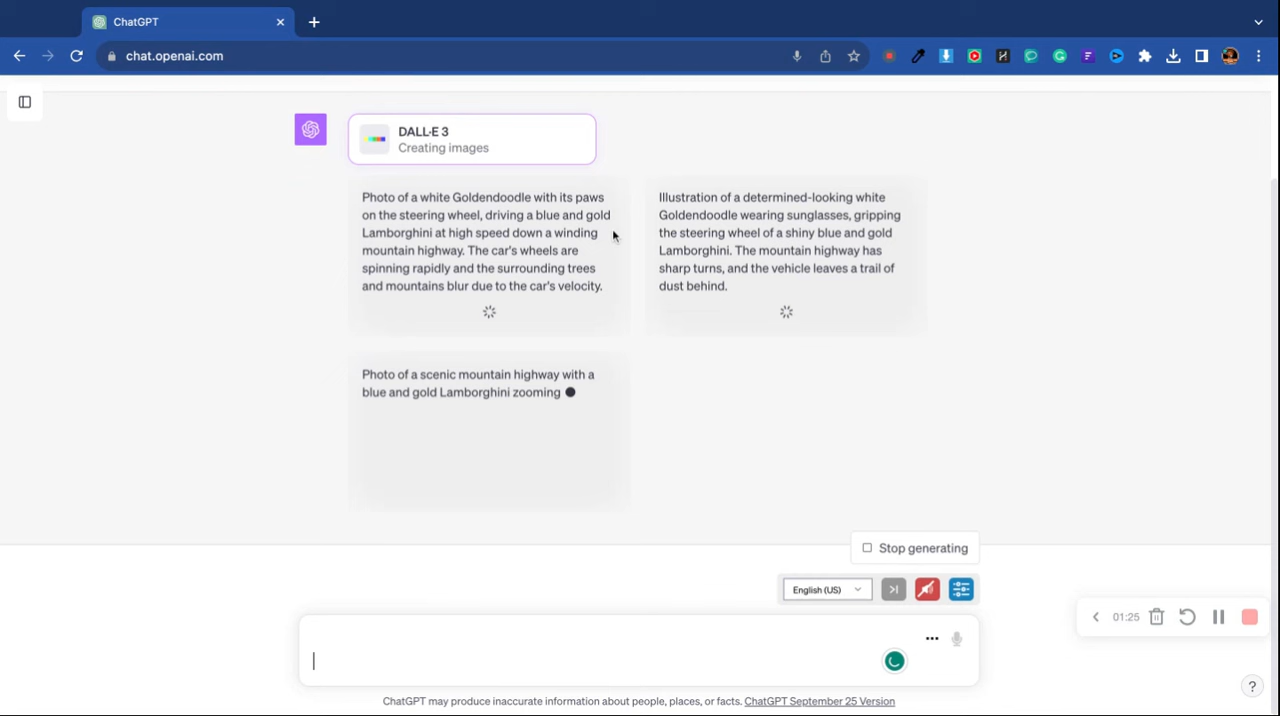 ChatGPT
chat.openai.com
DALL·E 3
Creating images
Photo of a white Goldendoodle with its paws
on the steering wheel, driving a blue and gold
Lamborghini at high speed down a winding
mountain highway. The car's wheels are
spinning rapidly and the surrounding trees
and mountains blur due to the car's velocity.
Illustration of a determined-looking white
Goldendoodle wearing sunglasses, gripping
the steering wheel of a shiny blue and gold
Lamborghini. The mountain highway has
sharp turns, and the vehicle leaves a trail of
dust behind.
Photo of a scenic mountain highway with a
blue and gold Lamborghini zooming
Stop generating
English (US)
01:25
ChatGPT may produce inaccurate information about people, places, or facts. ChatGPT September 25 Version
?